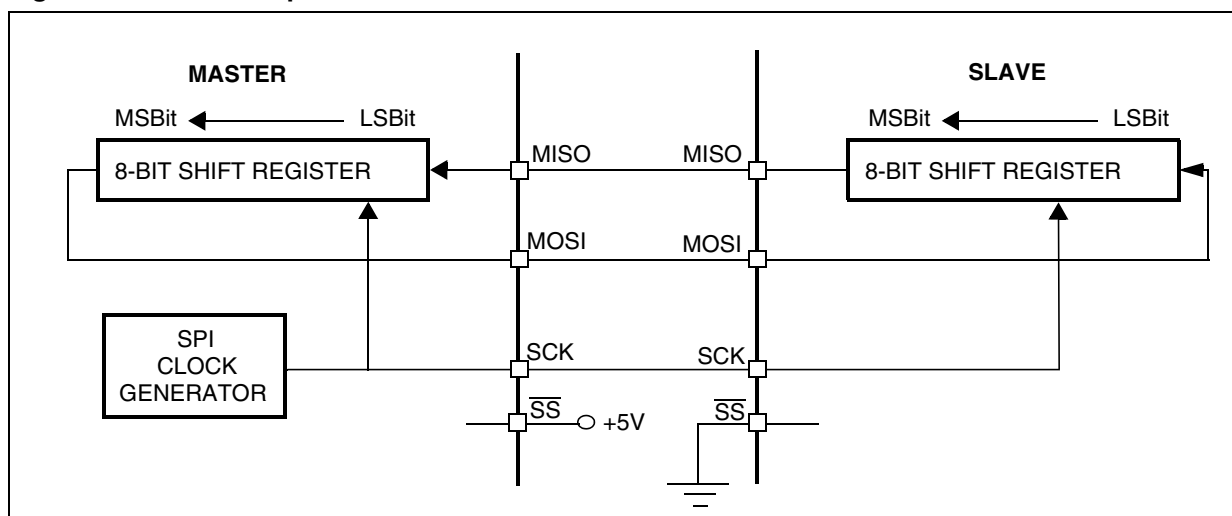 MASTER
SLAVE
MSBit
LSBit
MSBit
LSBit
8-BIT SHIFT REGISTER
MISO
MISO
8-BIT SHIFT REGISTER
MOSI
MOSI
SPI
CLOCK
GENERATOR
SCK
SCK
SS
+5V
SS